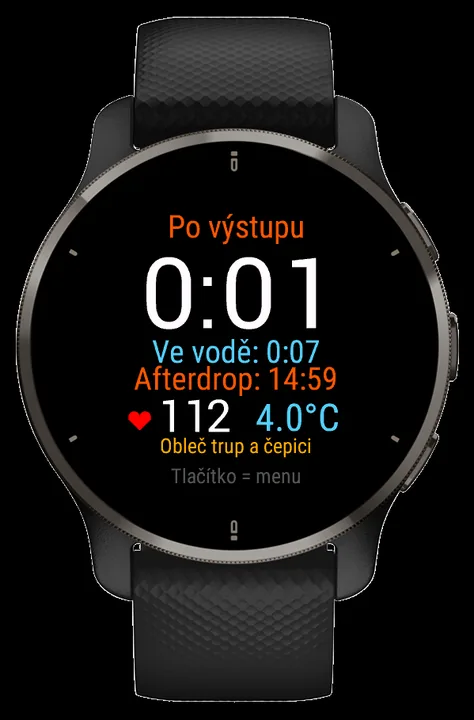 Po výstupu
0:01
Ve vodě: 0:07
Afterdrop: 14:59
112 4.0°C
Obleč trup a čepici
Tlačítko = menu